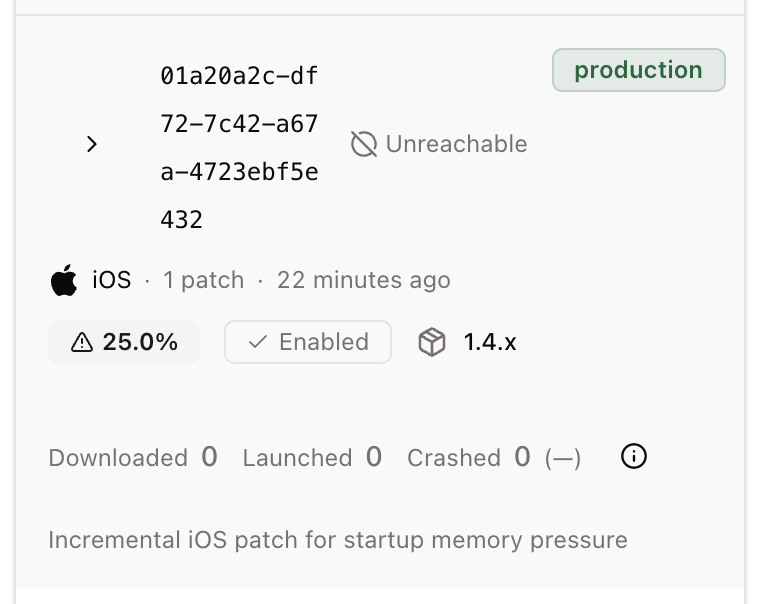 production
01a20a2c-df
72-7c42-a67
a-4723ebf5e
432
Unreachable
iOS · 1 patch · 22 minutes ago
25.0% Enabled 1.4.x
Downloaded 0 Launched 0 Crashed 0 (—)
Incremental iOS patch for startup memory pressure